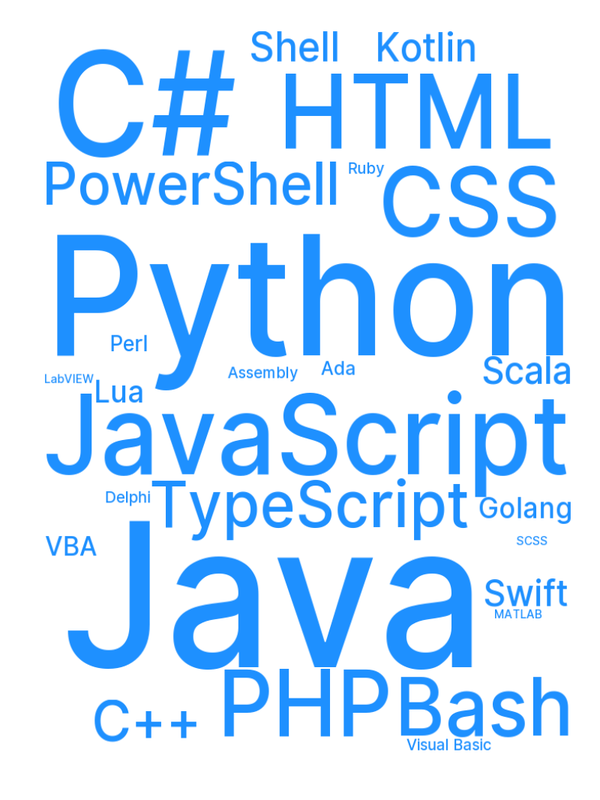 Shell Kotlin
C# HTML
PowerShell Ruby CSS
Python
Perl Assembly Ada Scala
LabVIEW Lua
JavaScript
Delphi TypeScript Golang
VBA SCSS
Java Swift
MATLAB
C++ PHP Bash
Visual Basic